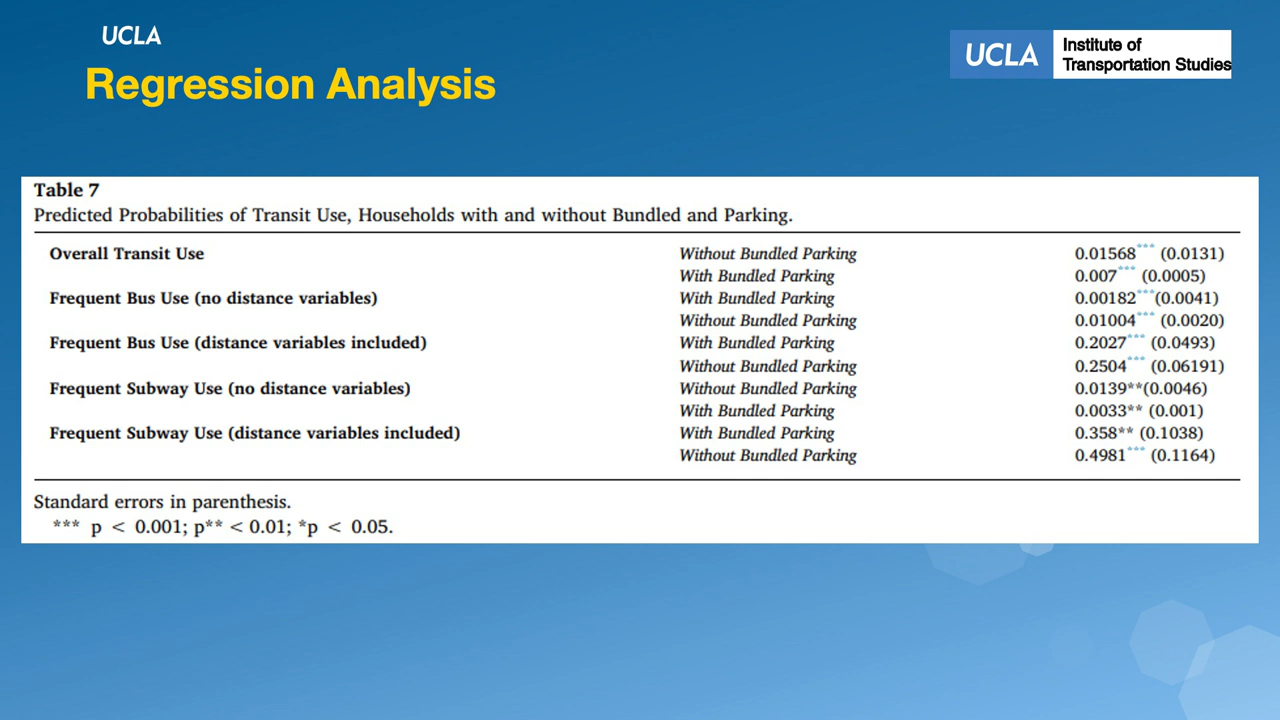 UCLA
Regression Analysis
UCLA Institute of
Transportation Studies
Table 7
Predicted Probabilities of Transit Use, Households with and without Bundled and Parking.
Overall Transit Use Without Bundled Parking 0.01568*** (0.0131)
With Bundled Parking 0.007*** (0.0005)
Frequent Bus Use (no distance variables) With Bundled Parking 0.00182***(0.0041)
Without Bundled Parking 0.01004*** (0.0020)
Frequent Bus Use (distance variables included) With Bundled Parking 0.2027*** (0.0493)
Without Bundled Parking 0.2504*** (0.06191)
Frequent Subway Use (no distance variables) Without Bundled Parking 0.0139**(0.0046)
With Bundled Parking 0.0033** (0.001)
Frequent Subway Use (distance variables included) With Bundled Parking 0.358** (0.1038)
Without Bundled Parking 0.4981*** (0.1164)
Standard errors in parenthesis.
*** p < 0.001; p** < 0.01; *p < 0.05.